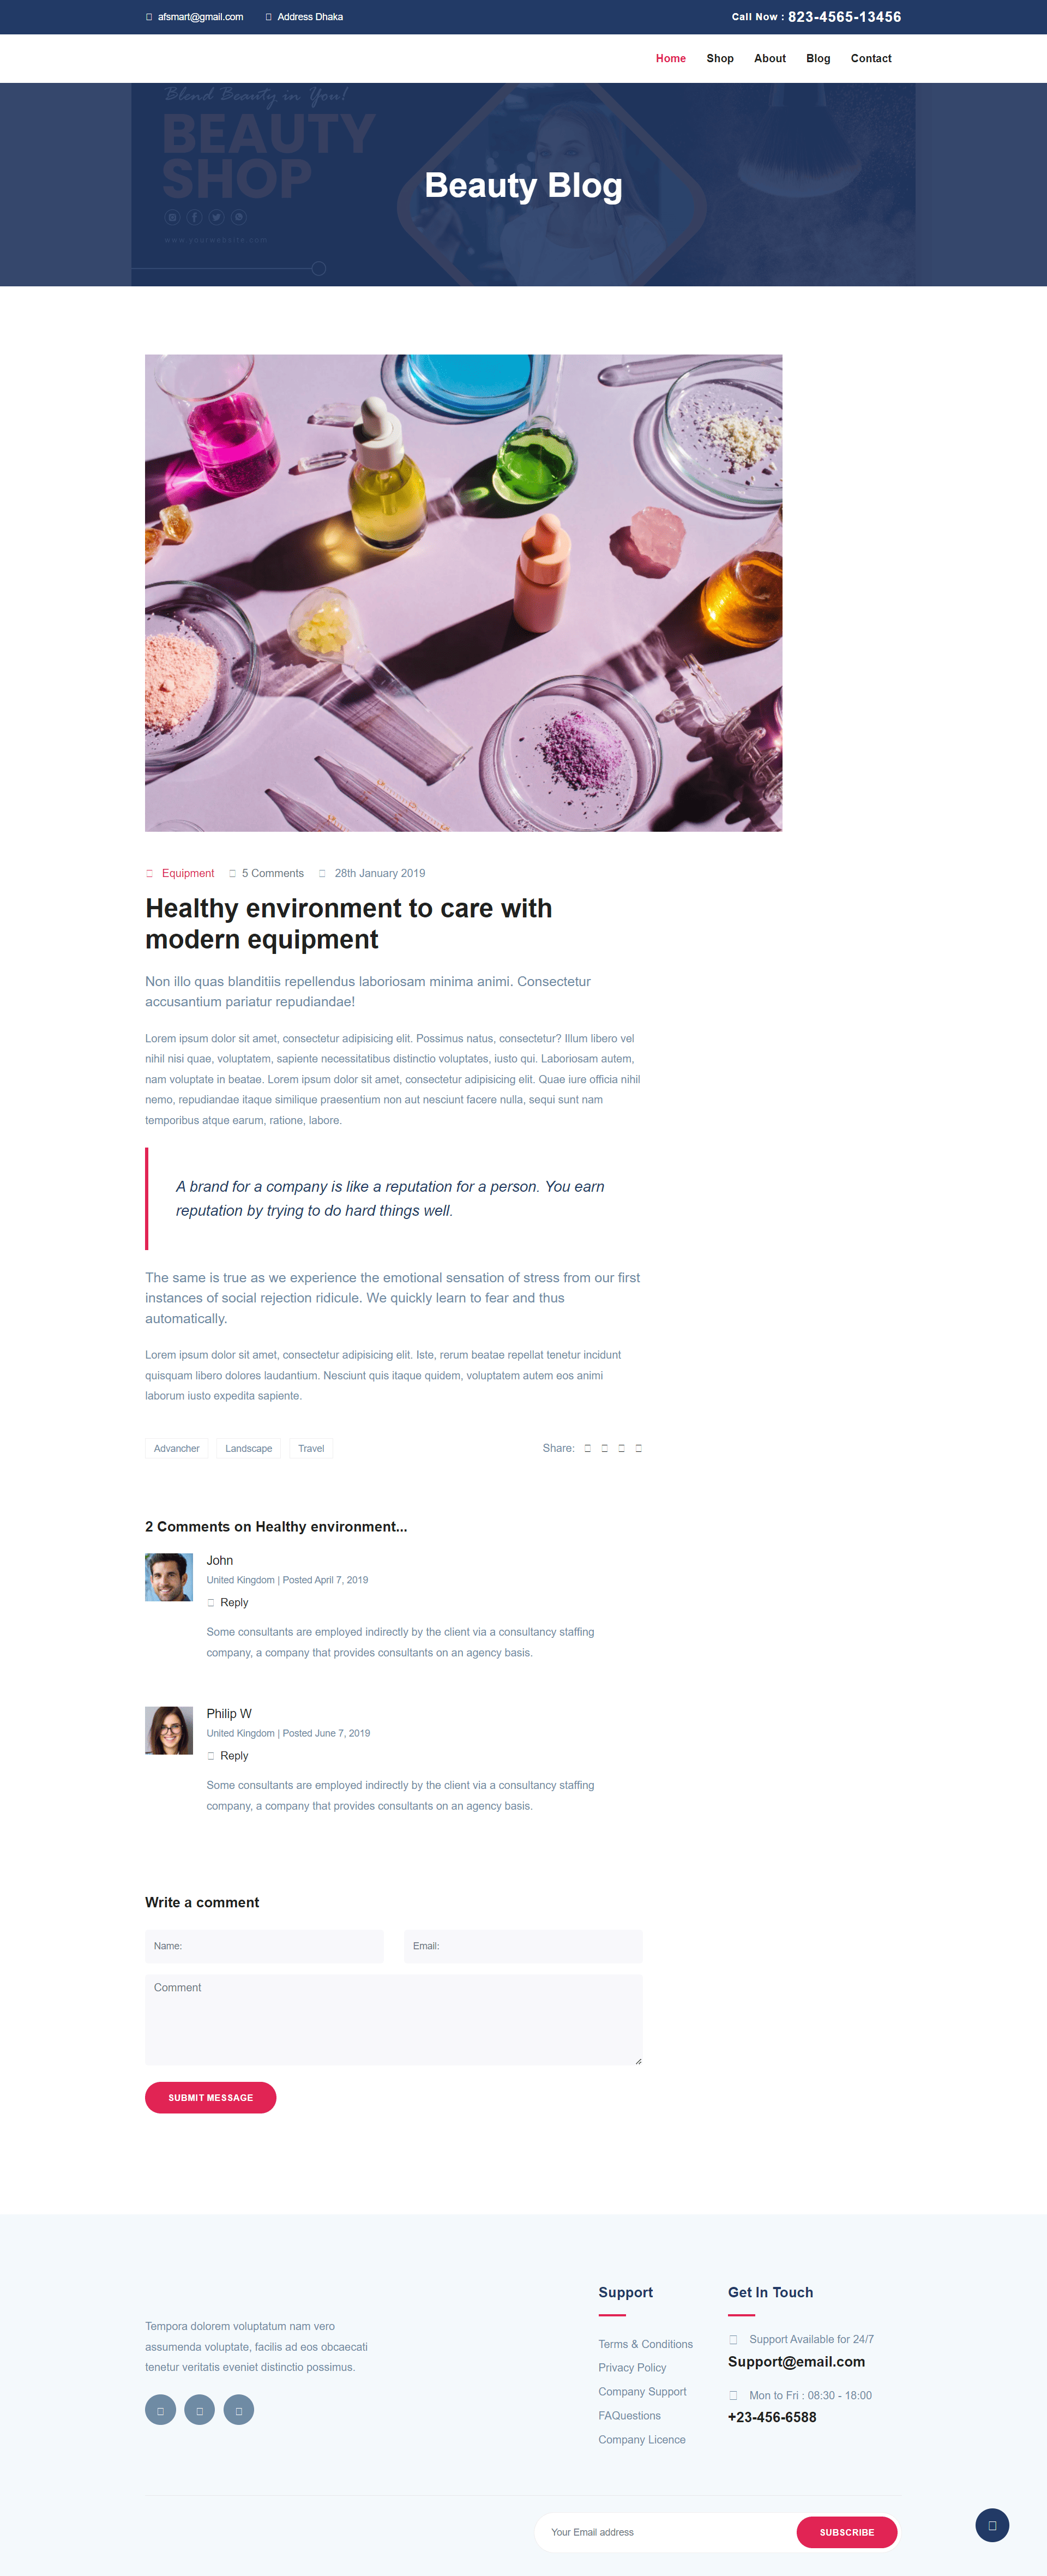 afsmart@gmail.com
Address Dhaka
Call Now : 823-4565-13456
Home
Shop
About
Blog
Contact
Blend Beauty in You!
BEAUTY
SHOP
www.yourwebsite.com
Beauty Blog
Equipment
5 Comments
28th January 2019
Healthy environment to care with
modern equipment
Non illo quas blanditiis repellendus laboriosam minima animi. Consectetur
accusantium pariatur repudiandae!
Lorem ipsum dolor sit amet, consectetur adipisicing elit. Possimus natus, consectetur? Illum libero vel
nihil nisi quae, voluptatem, sapiente necessitatibus distinctio voluptates, iusto qui. Laboriosam autem,
nam voluptate in beatae. Lorem ipsum dolor sit amet, consectetur adipisicing elit. Quae iure officia nihil
nemo, repudiandae itaque similique praesentium non aut nesciunt facere nulla, sequi sunt nam
temporibus atque earum, ratione, labore.
A brand for a company is like a reputation for a person. You earn
reputation by trying to do hard things well.
The same is true as we experience the emotional sensation of stress from our first
instances of social rejection ridicule. We quickly learn to fear and thus
automatically.
Lorem ipsum dolor sit amet, consectetur adipisicing elit. Iste, rerum beatae repellat tenetur incidunt
quisquam libero dolores laudantium. Nesciunt quis itaque quidem, voluptatem autem eos animi
laborum iusto expedita sapiente.
Advancher
Landscape
Travel
Share:
2 Comments on Healthy environment...
John
United Kingdom | Posted April 7, 2019
Reply
Some consultants are employed indirectly by the client via a consultancy staffing
company, a company that provides consultants on an agency basis.
Philip W
United Kingdom | Posted June 7, 2019
Reply
Some consultants are employed indirectly by the client via a consultancy staffing
company, a company that provides consultants on an agency basis.
Write a comment
Name:
Email:
Comment
SUBMIT MESSAGE
Tempora dolorem voluptatum nam vero
assumenda voluptate, facilis ad eos obcaecati
tenetur veritatis eveniet distinctio possimus.
Support
Terms & Conditions
Privacy Policy
Company Support
FAQuestions
Company Licence
Get In Touch
Support Available for 24/7
Support@email.com
Mon to Fri : 08:30 - 18:00
+23-456-6588
Your Email address
SUBSCRIBE